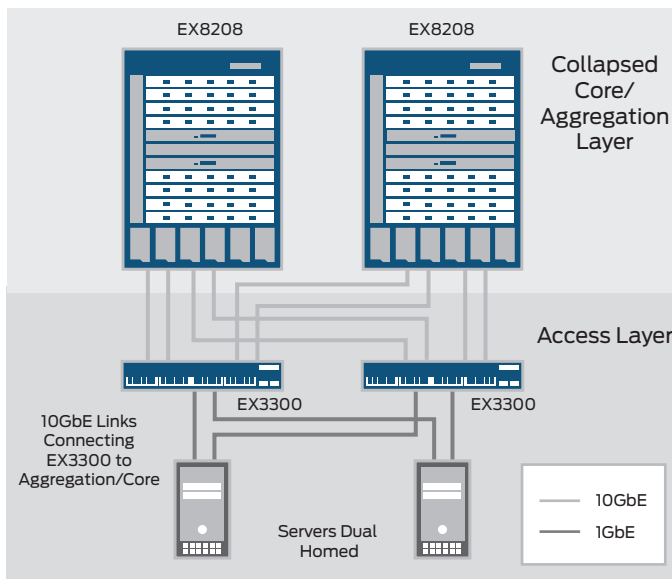 EX8208
EX8208
Collapsed
Core/
Aggregation
Layer
Access Layer
EX3300
EX3300
10GbE Links
Connecting
EX3300 to
Aggregation/Core
Servers Dual
Homed
10GbE
1GbE